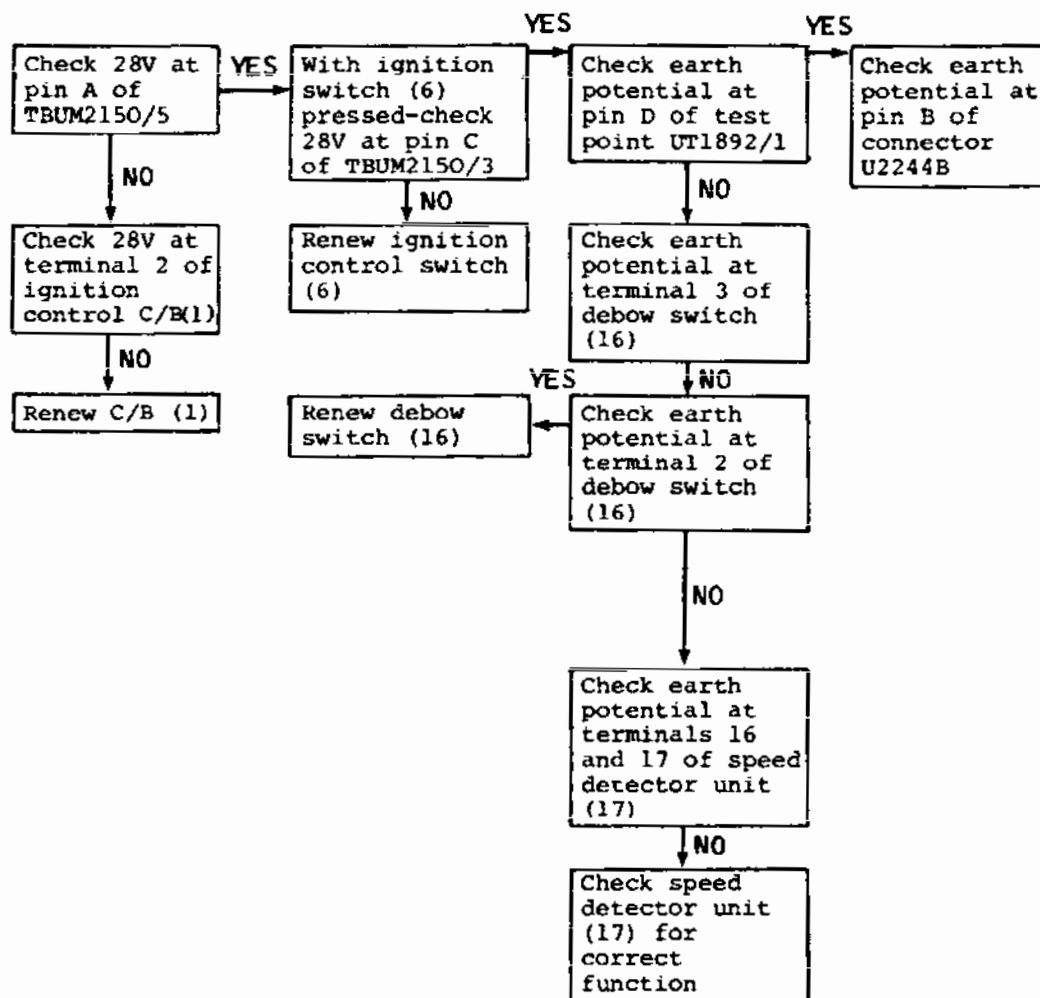 YES
YES
Check 28V at
pin A of
TBUM2150/5
YES
With ignition
switch (6)
pressed-check
28V at pin C
of TBUM2150/3
Check earth
potential at
pin D of test
point UT1892/1
Check earth
potential at
pin B of
connector
U2244B
NO
NO
NO
Check 28V at
terminal 2 of
ignition
control C/B(1)
Renew ignition
control switch
(6)
Check earth
potential at
terminal 3 of
debow switch
(16)
NO
YES
NO
Renew C/B (1)
Renew debow
switch (16)
Check earth
potential at
terminal 2 of
debow switch
(16)
NO
Check earth
potential at
terminals 16
and 17 of speed
detector unit
(17)
NO
Check speed
detector unit
(17) for
correct
function